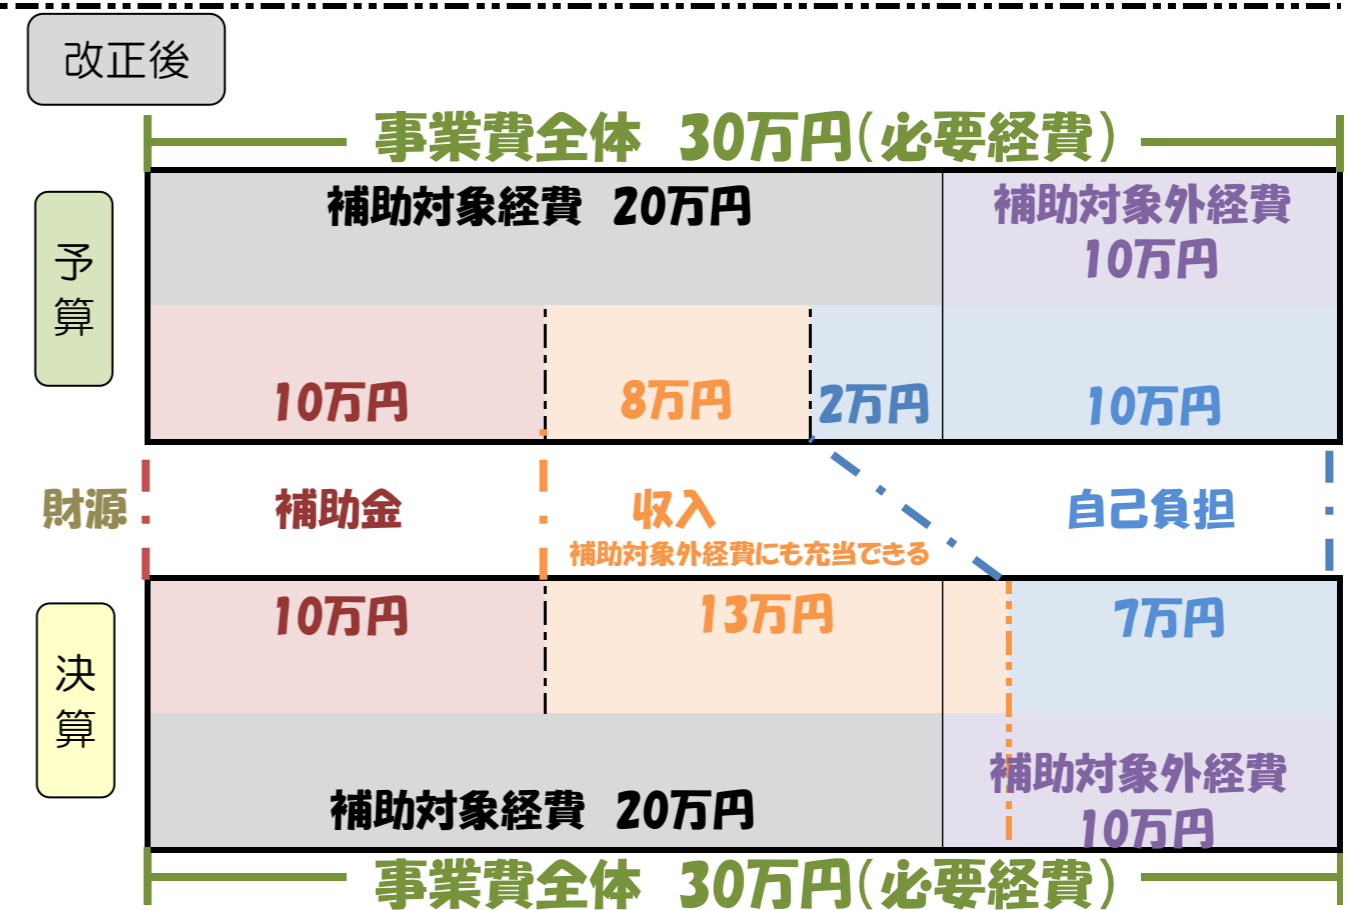 改正後
事業費全体 30万円(必要経費)
予算
補助対象経費 20万円
補助対象外経費
10万円
10万円
8万円
2万円
10万円
財源
補助金
収入
補助対象外経費にも充当できる
自己負担
決算
10万円
13万円
7万円
補助対象経費 20万円
補助対象外経費
10万円
事業費全体 30万円(必要経費)